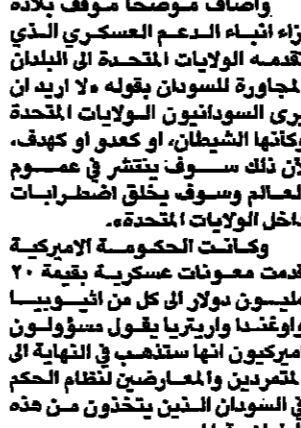 واضاف موضحا موقف بلاده
إزاء انباء الدعم العسكري الذي
تقدمه الولايات المتحدة الى البلدان
المجاورة للسودان بقوله «لا اريد ان
يرى السودانيون الولايات المتحدة
وكأنها الشيطان، او كعدو او كهدف،
لأن ذلك سوف ينتشر في عموم
العالم وسوف يخلق اضطرابات
داخل الولايات المتحدة».
وكانت الحكومة الاميركية
قدمت معونات عسكرية بقيمة ٢٠
مليون دولار الى كل من اثيوبيا
واوغندا واريتريا يقول مسؤولون
اميركيون انها ستذهب في النهاية الى
المتمردين والمعارضين لنظام الحكم
في السودان الذين يتخذون من هذه